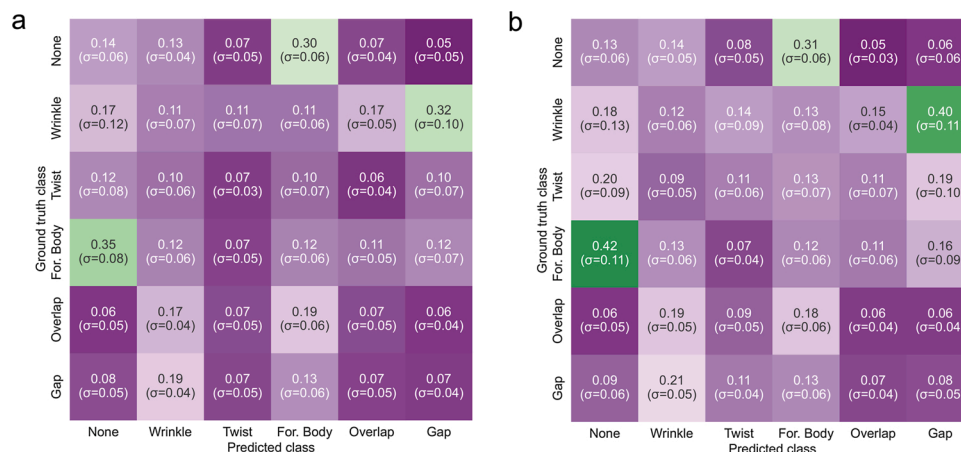 a
None
0.14 0.13 0.07 0.30 0.07 0.05
(σ=0.06) (σ=0.04) (σ=0.05) (σ=0.06) (σ=0.04) (σ=0.05)
Wrinkle
0.17 0.11 0.11 0.11 0.17 0.32
(σ=0.12) (σ=0.07) (σ=0.07) (σ=0.06) (σ=0.05) (σ=0.10)
Ground truth class
Twist
0.12 0.10 0.07 0.10 0.06 0.10
(σ=0.08) (σ=0.06) (σ=0.03) (σ=0.07) (σ=0.04) (σ=0.07)
For. Body
0.35 0.12 0.07 0.12 0.11 0.12
(σ=0.08) (σ=0.06) (σ=0.05) (σ=0.06) (σ=0.05) (σ=0.07)
Overlap
0.06 0.17 0.07 0.19 0.07 0.06
(σ=0.05) (σ=0.04) (σ=0.05) (σ=0.06) (σ=0.05) (σ=0.04)
Gap
0.08 0.19 0.07 0.13 0.07 0.07
(σ=0.05) (σ=0.04) (σ=0.05) (σ=0.06) (σ=0.05) (σ=0.04)
None Wrinkle Twist For. Body Overlap Gap
Predicted class
b
None
0.13 0.14 0.08 0.31 0.05 0.06
(σ=0.06) (σ=0.05) (σ=0.05) (σ=0.06) (σ=0.03) (σ=0.06
Wrinkle
0.18 0.12 0.14 0.13 0.15 0.40
(σ=0.13) (σ=0.06) (σ=0.09) (σ=0.08) (σ=0.04) (σ=0.11
Ground truth class
Twist
0.20 0.09 0.11 0.13 0.11 0.19
(σ=0.09) (σ=0.05) (σ=0.06) (σ=0.07) (σ=0.07) (σ=0.10
For. Body
0.42 0.13 0.07 0.12 0.11 0.16
(σ=0.11) (σ=0.06) (σ=0.04) (σ=0.06) (σ=0.06) (σ=0.09
Overlap
0.06 0.19 0.09 0.18 0.06 0.06
(σ=0.05) (σ=0.05) (σ=0.05) (σ=0.06) (σ=0.04) (σ=0.04
Gap
0.09 0.21 0.11 0.13 0.07 0.08
(σ=0.06) (σ=0.05) (σ=0.04) (σ=0.06) (σ=0.04) (σ=0.05
None Wrinkle Twist For. Body Overlap Gap
Predicted class